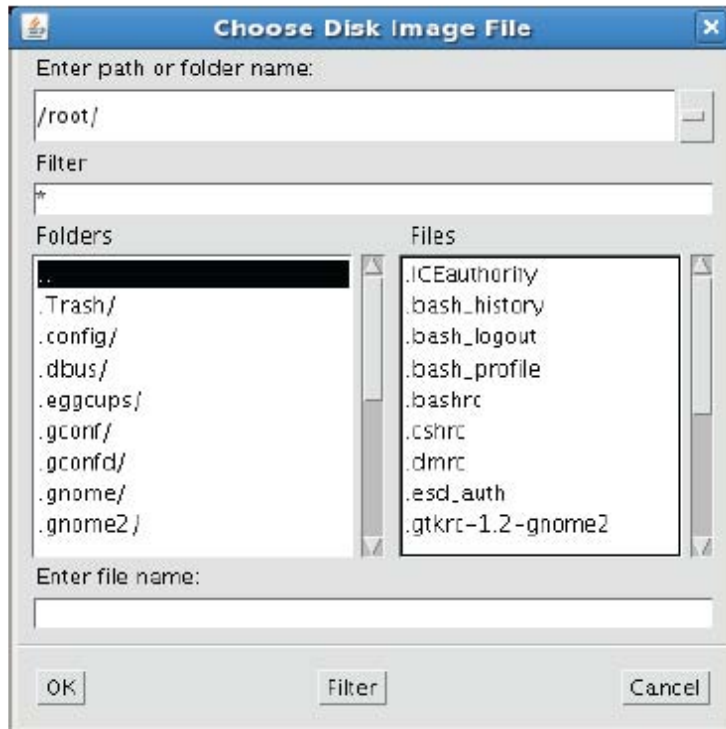 Choose Disk Image File
Enter path or folder name:
/root/
Filter
*
Folders
..
.Trash/
.config/
.dbus/
.eggcups/
.gconf/
.gconfd/
.gnome/
.gnome2/
Files
.ICEauthority
.bash_history
.bash_logout
.bash_profile
.bashrc
.cshrc
.dmrc
.esd_auth
.gtkrc-1.2-gnome2
Enter file name:
OK
Filter
Cancel